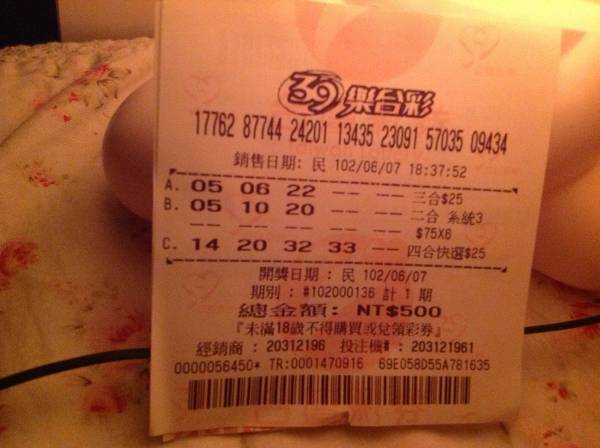 39樂合彩
17762 87744 24201 13435 23091 57035 09434
銷售日期: 民 102/06/07 18:37:52
A. 05 06 22 -- -- -- 三合$25
B. 05 10 20 -- -- -- 二合 系統3
-- -- -- -- -- -- $75X6
C. 14 20 32 33 -- 四合快選$25
開獎日期 : 民 102/06/07
期別 : #102000136 計 1 期
總金額: NT$500
『未滿18歲不得購買或兌領彩券』
經銷商 : 20312196 投注機# : 203121961
0000056450* TR:0001470916 69E058D55A781635